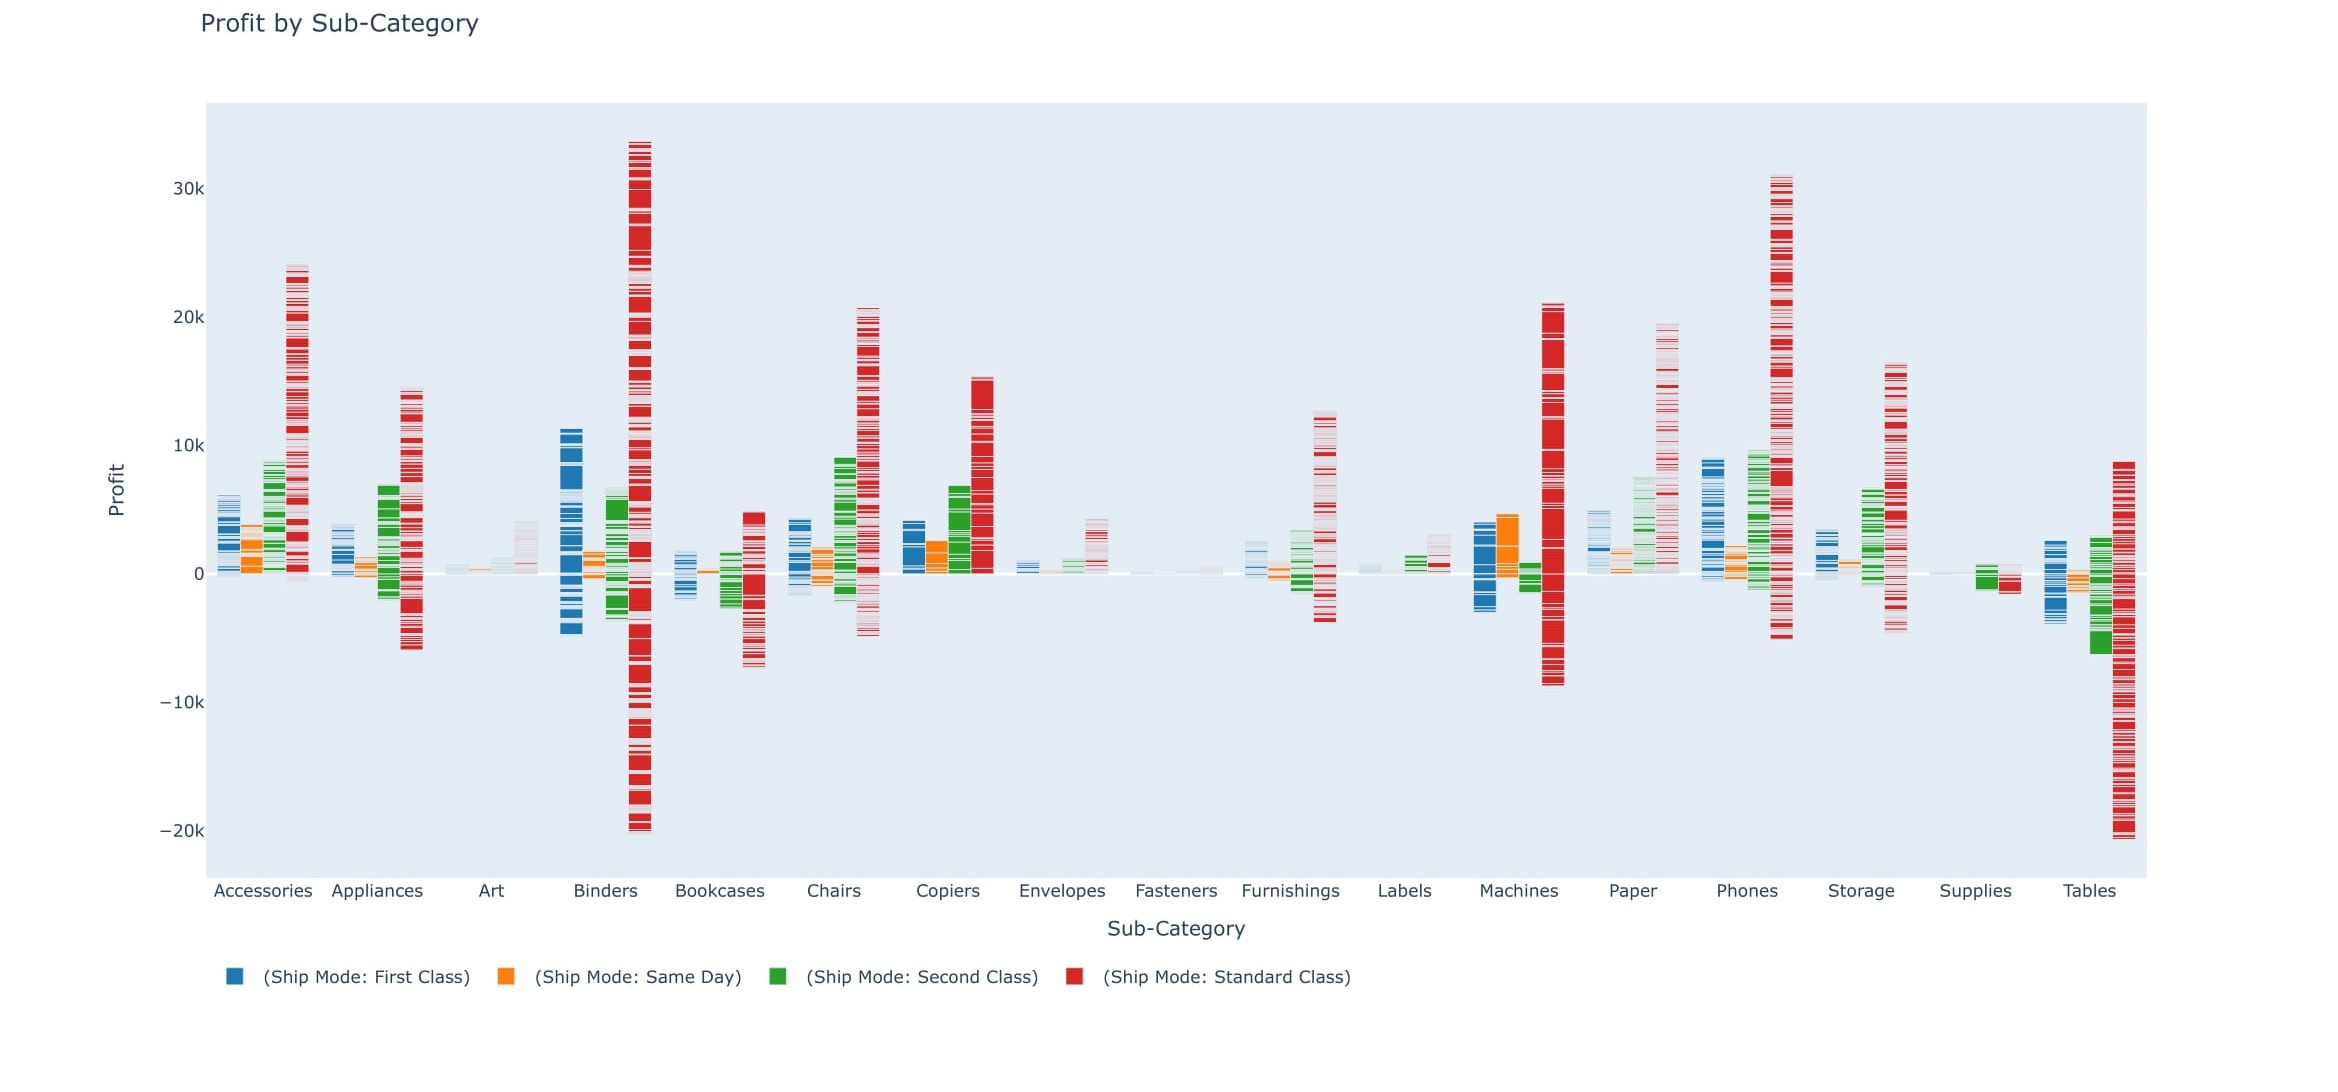 Profit by Sub-Category
30k
20k
10k
0
−10k
−20k
Profit
Accessories Appliances Art Binders Bookcases Chairs Copiers Envelopes Fasteners Furnishings Labels Machines Paper Phones Storage Supplies Tables
Sub-Category
(Ship Mode: First Class) (Ship Mode: Same Day) (Ship Mode: Second Class) (Ship Mode: Standard Class)